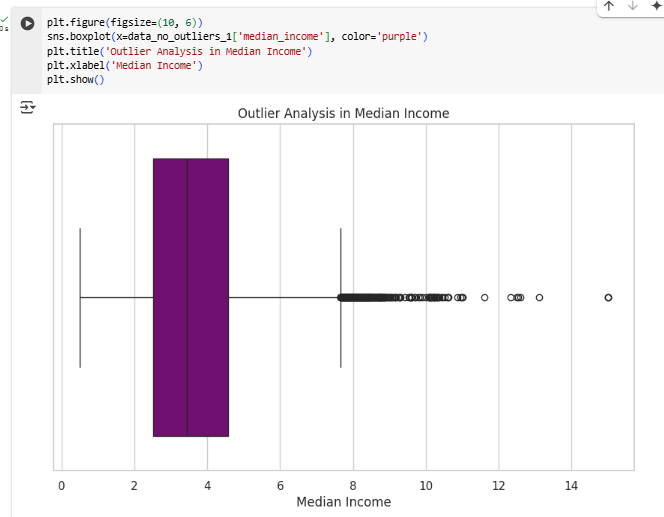 0s
plt.figure(figsize=(10, 6))
sns.boxplot(x=data_no_outliers_1['median_income'], color='purple')
plt.title('Outlier Analysis in Median Income')
plt.xlabel('Median Income')
plt.show()
Outlier Analysis in Median Income
0 2 4 6 8 10 12 14
Median Income